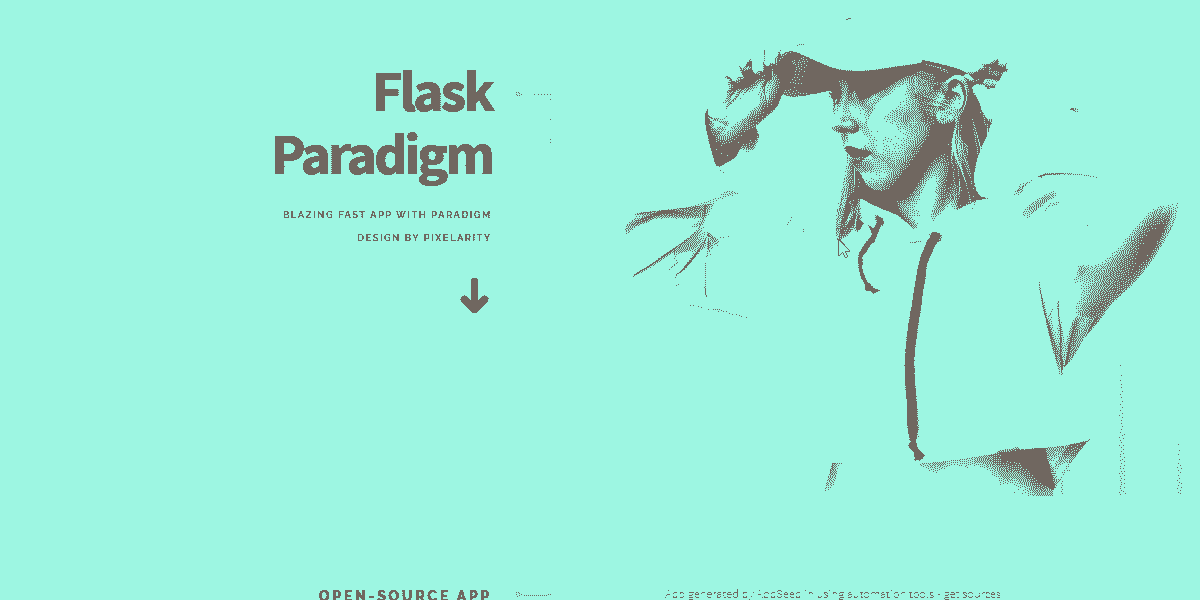 Flask
Paradigm
BLAZING FAST APP WITH PARADIGM
DESIGN BY PIXELARITY
OPEN-SOURCE APP
App generated by AppSeed in using automation tools - get sources